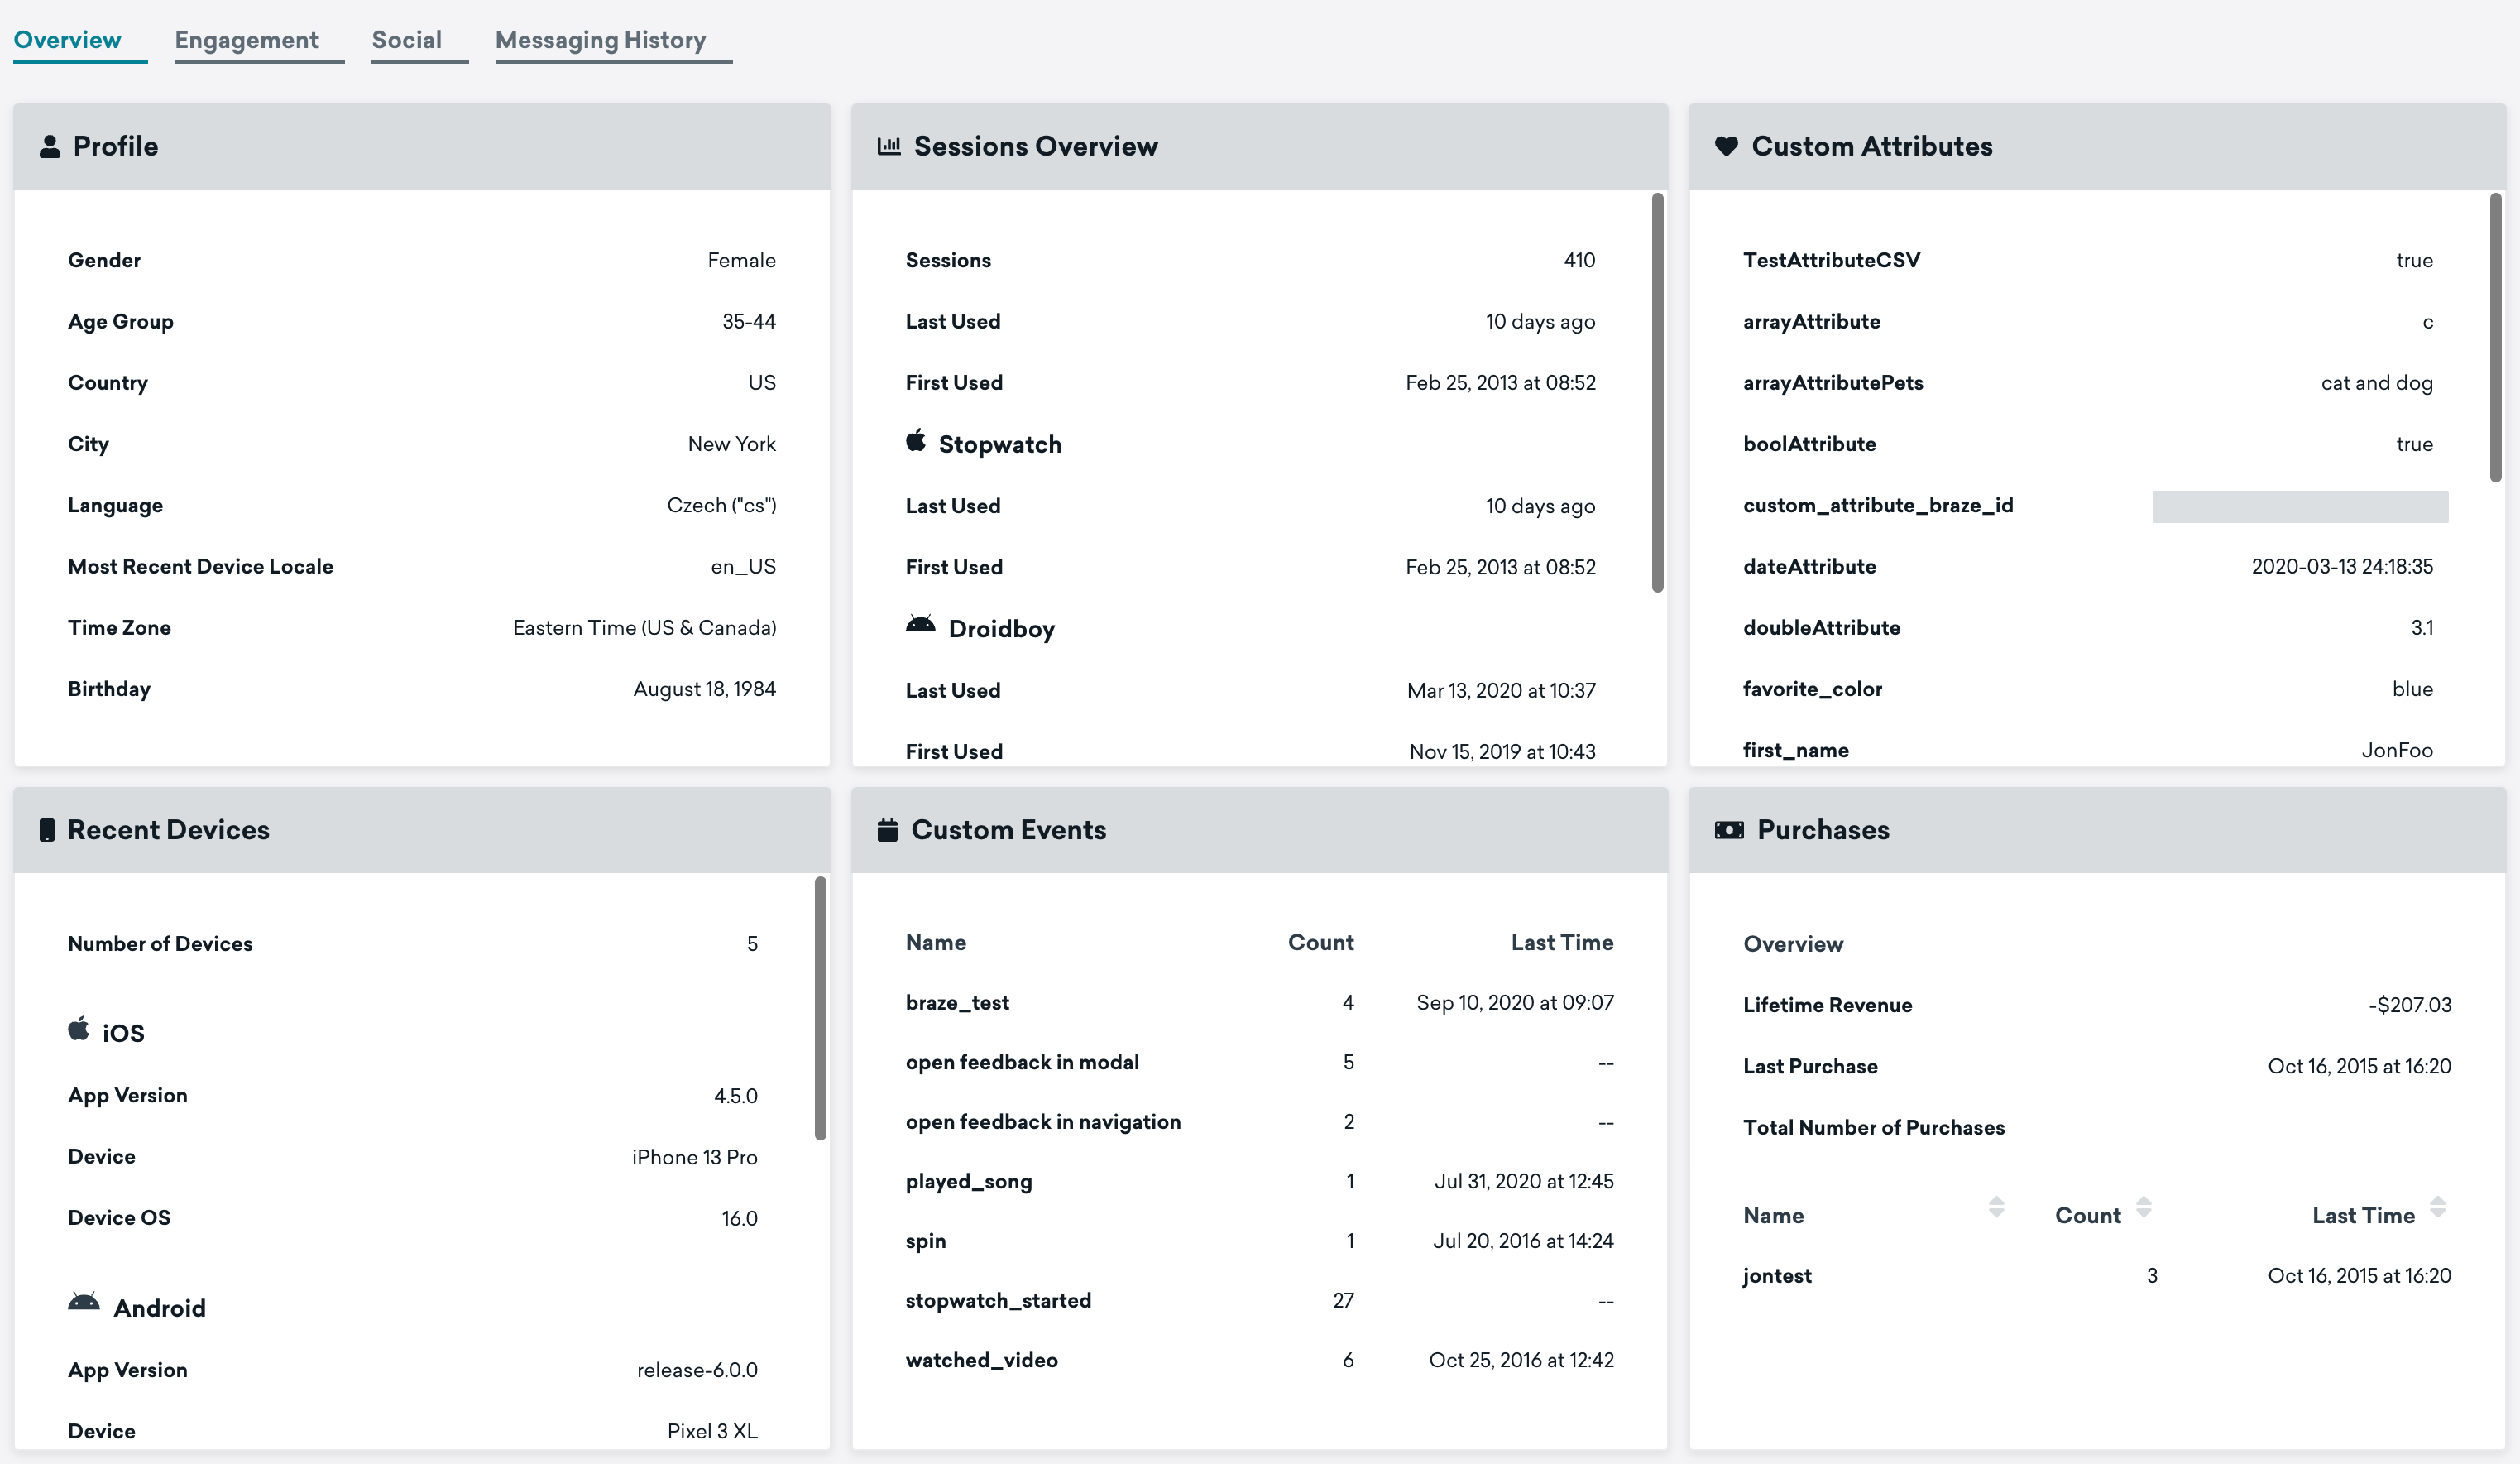 Overview Engagement Social Messaging History
Profile
Gender Female
Age Group 35-44
Country US
City New York
Language Czech ("cs")
Most Recent Device Locale en_US
Time Zone Eastern Time (US & Canada)
Birthday August 18, 1984
Sessions Overview
Sessions 410
Last Used 10 days ago
First Used Feb 25, 2013 at 08:52
Stopwatch
Last Used 10 days ago
First Used Feb 25, 2013 at 08:52
Droidboy
Last Used Mar 13, 2020 at 10:37
First Used Nov 15, 2019 at 10:43
Custom Attributes
TestAttributeCSV true
arrayAttribute c
arrayAttributePets cat and dog
boolAttribute true
custom_attribute_braze_id
dateAttribute 2020-03-13 24:18:35
doubleAttribute 3.1
favorite_color blue
first_name JonFoo
Recent Devices
Number of Devices 5
iOS
App Version 4.5.0
Device iPhone 13 Pro
Device OS 16.0
Android
App Version release-6.0.0
Device Pixel 3 XL
Custom Events
Name Count Last Time
braze_test 4 Sep 10, 2020 at 09:07
open feedback in modal 5 --
open feedback in navigation 2 --
played_song 1 Jul 31, 2020 at 12:45
spin 1 Jul 20, 2016 at 14:24
stopwatch_started 27 --
watched_video 6 Oct 25, 2016 at 12:42
Purchases
Overview
Lifetime Revenue -$207.03
Last Purchase Oct 16, 2015 at 16:20
Total Number of Purchases
Name Count Last Time
jontest 3 Oct 16, 2015 at 16:20